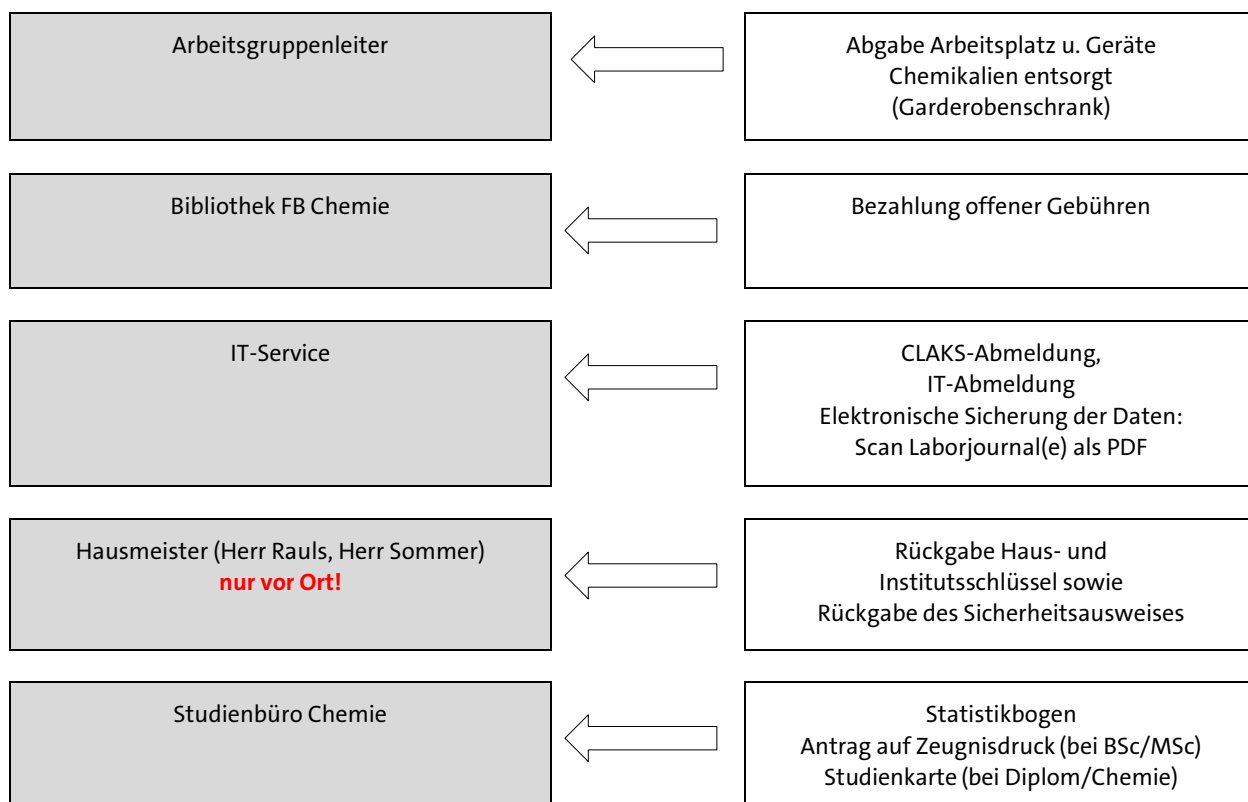 Arbeitsgruppenleiter
Abgabe Arbeitsplatz u. Geräte
Chemikalien entsorgt
(Garderobenschrank)
Bibliothek FB Chemie
Bezahlung offener Gebühren
IT-Service
CLAKS-Abmeldung,
IT-Abmeldung
Elektronische Sicherung der Daten:
Scan Laborjournal(e) als PDF
Hausmeister (Herr Rauls, Herr Sommer)
nur vor Ort!
Rückgabe Haus- und
Institutsschlüssel sowie
Rückgabe des Sicherheitsausweises
Studienbüro Chemie
Statistikbogen
Antrag auf Zeugnisdruck (bei BSc/MSc)
Studienkarte (bei Diplom/Chemie)